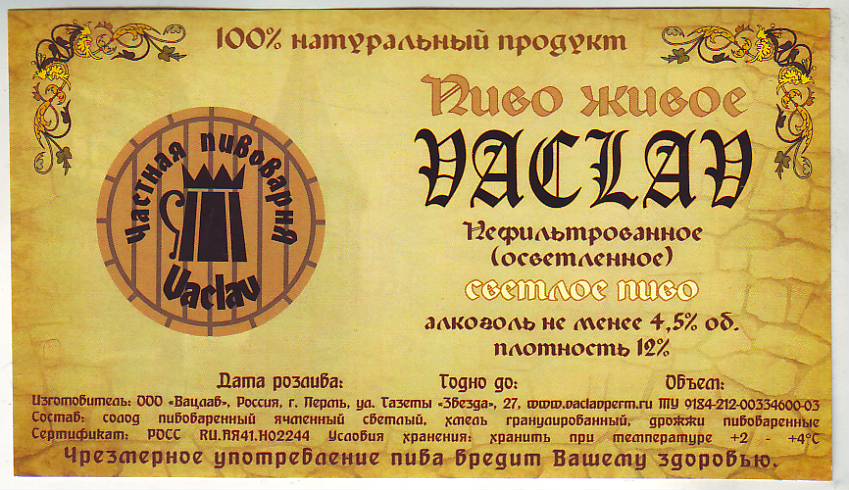 100% натуральный продукт
Частная пивоварня
Vaclav
Пиво живое
VACLAV
Нефильтрованное
(осветленное)
светлое пиво
алкоголь не менее 4,5% об.
плотность 12%
Дата розлива: Годно до: Объем:
Изготовитель: ООО «Вацлав», Россия, г. Пермь, ул. Газеты «Звезда», 27, www.vaclavperm.ru ТУ 9184-212-00334600-03
Состав: солод пивоваренный ячменный светлый, хмель гранулированный, дрожжи пивоваренные
Сертификат: РОСС RU.АЯ41.Н02244 Условия хранения: хранить при температуре +2 - +4°С
Чрезмерное употребление пива вредит Вашему здоровью.